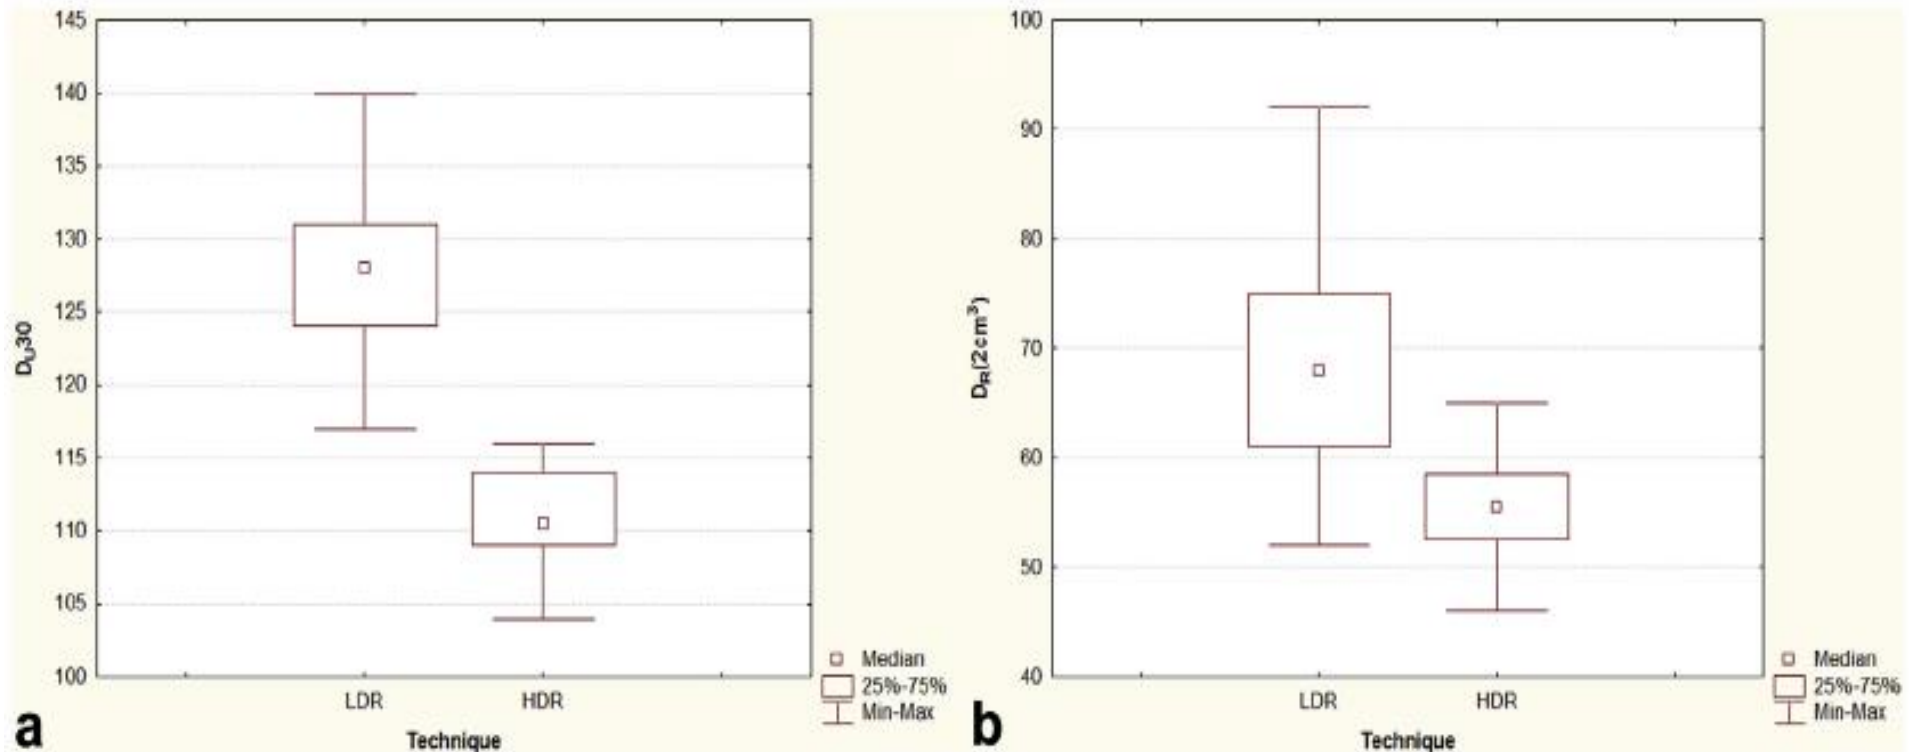 145
140
135
130
125
120
115
110
105
100
DU30
LDR
HDR
Technique
Median
25%-75%
Min-Max
a
100
90
80
70
60
50
40
DR(2cm³)
LDR
HDR
Technique
Median
25%-75%
Min-Max
b